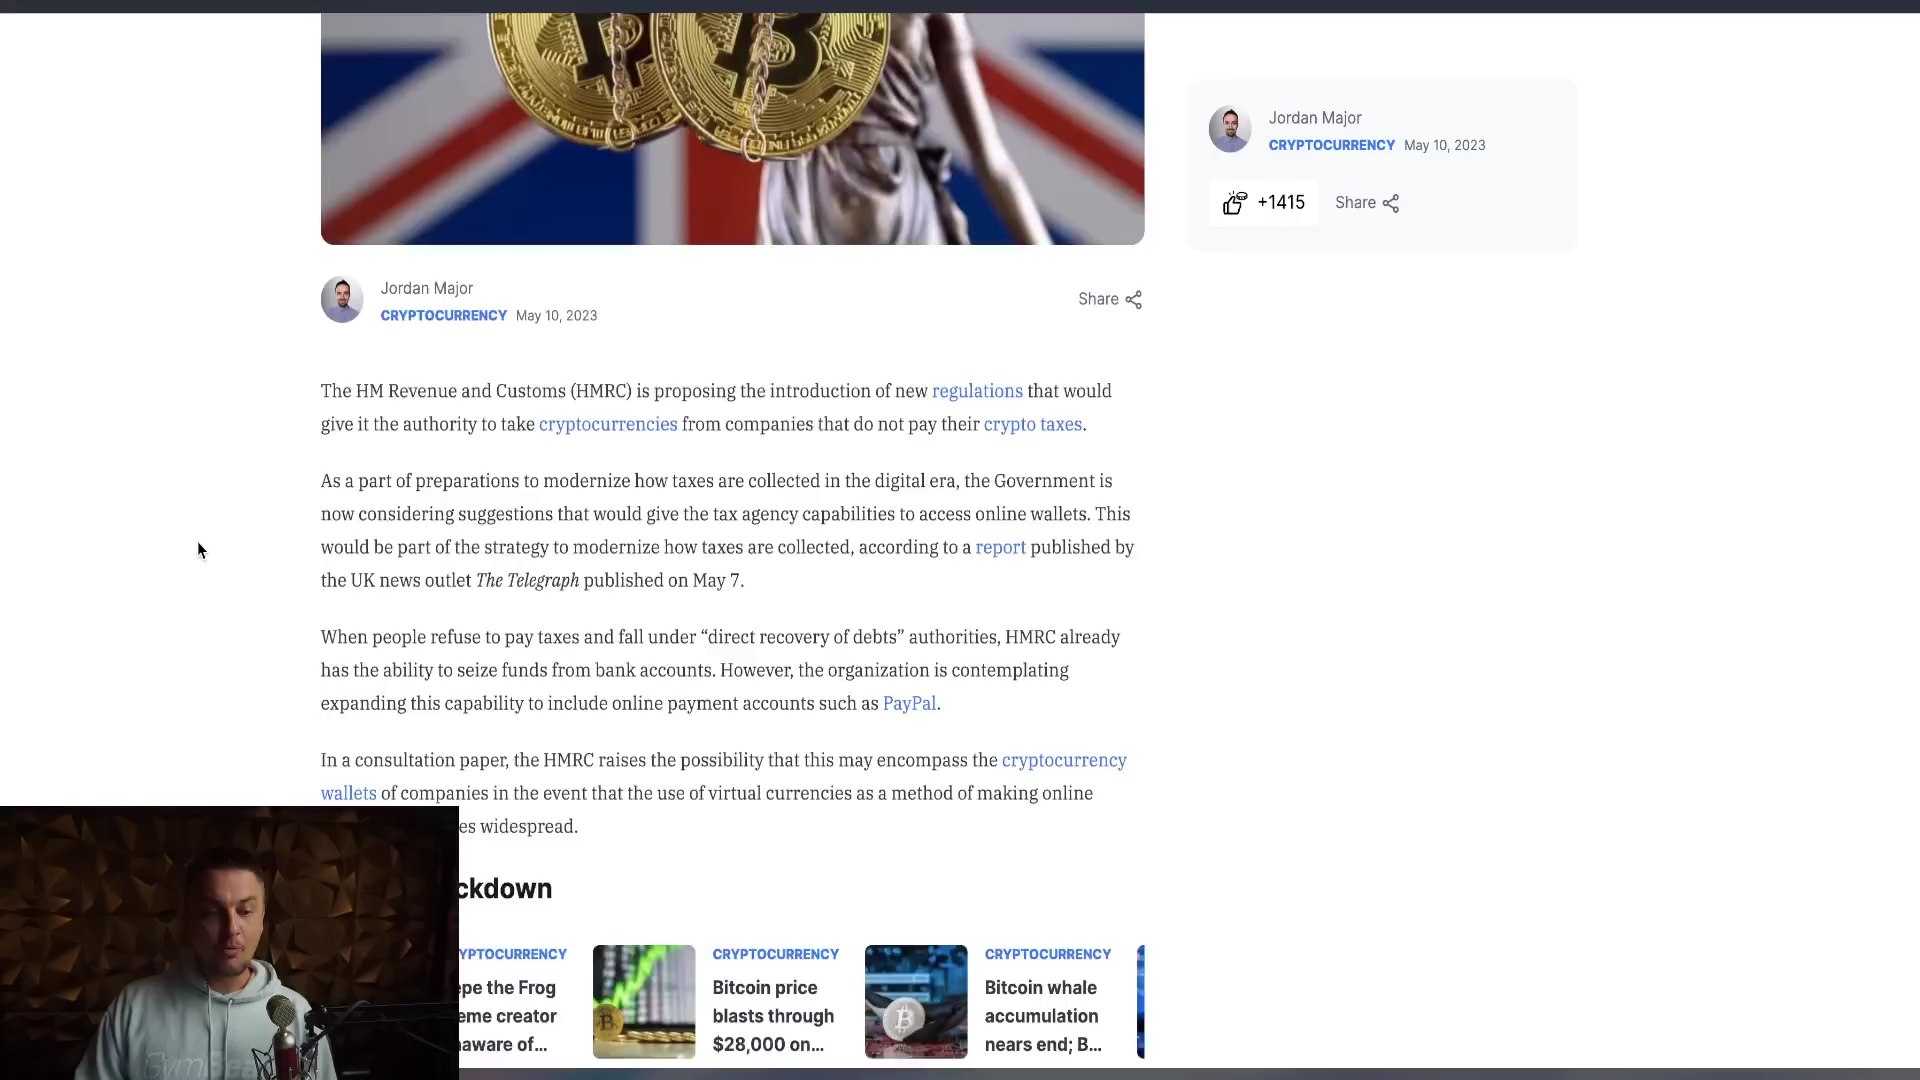 Jordan Major
CRYPTOCURRENCY May 10, 2023
+1415 Share
Jordan Major
CRYPTOCURRENCY May 10, 2023
Share
The HM Revenue and Customs (HMRC) is proposing the introduction of new regulations that would
give it the authority to take cryptocurrencies from companies that do not pay their crypto taxes.
As a part of preparations to modernize how taxes are collected in the digital era, the Government is
now considering suggestions that would give the tax agency capabilities to access online wallets. This
would be part of the strategy to modernize how taxes are collected, according to a report published by
the UK news outlet The Telegraph published on May 7.
When people refuse to pay taxes and fall under “direct recovery of debts” authorities, HMRC already
has the ability to seize funds from bank accounts. However, the organization is contemplating
expanding this capability to include online payment accounts such as PayPal.
In a consultation paper, the HMRC raises the possibility that this may encompass the cryptocurrency
wallets of companies in the event that the use of virtual currencies as a method of making online
es widespread.
ckdown
YPTOCURRENCY
epe the Frog
eme creator
aware of...
CRYPTOCURRENCY
Bitcoin price
blasts through
$28,000 on...
CRYPTOCURRENCY
Bitcoin whale
accumulation
nears end; B...